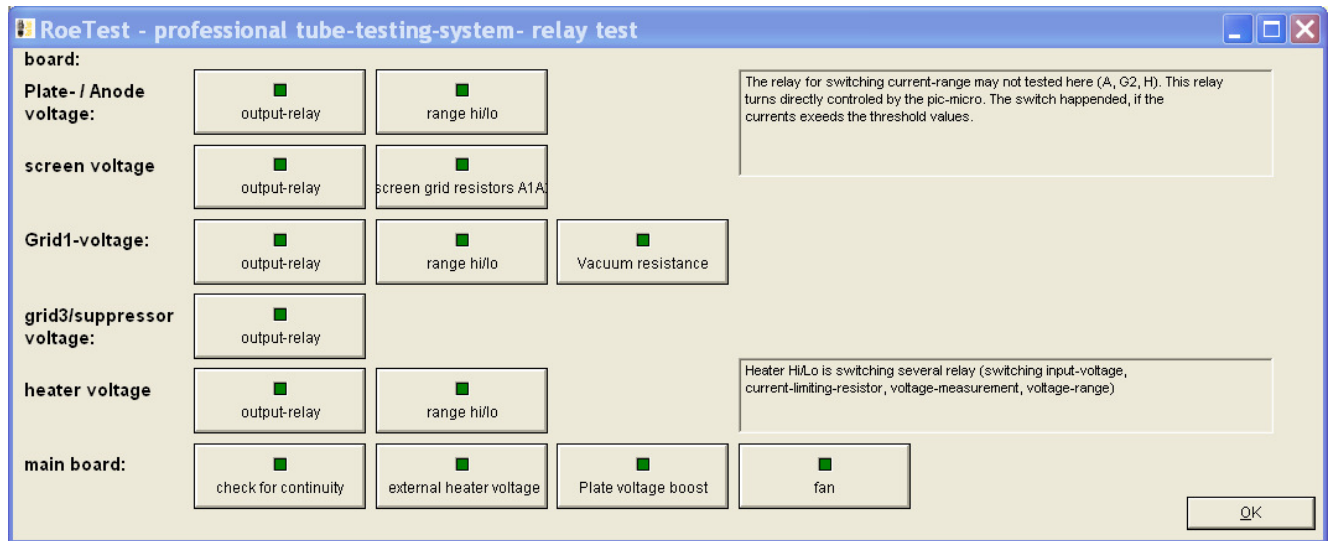 RoeTest - professional tube-testing-system- relay test
board:
Plate- / Anode
voltage:
output-relay
range hi/lo
The relay for switching current-range may not tested here (A, G2, H). This relay
turns directly controled by the pic-micro. The switch happended, if the
currents exeeds the threshold values.
screen voltage
output-relay
screen grid resistors A1A
Grid1-voltage:
output-relay
range hi/lo
Vacuum resistance
grid3/suppressor
voltage:
output-relay
heater voltage
output-relay
range hi/lo
Heater Hi/Lo is switching several relay (switching input-voltage,
current-limiting-resistor, voltage-measurement, voltage-range)
main board:
check for continuity
external heater voltage
Plate voltage boost
fan
OK